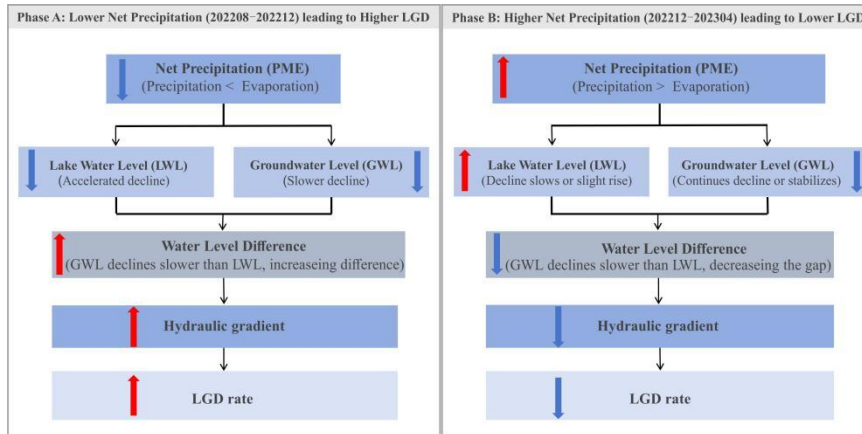 Phase A: Lower Net Precipitation (202208−202212) leading to Higher LGD
Net Precipitation (PME)
(Precipitation < Evaporation)
Lake Water Level (LWL)
(Accelerated decline)
Groundwater Level (GWL)
(Slower decline)
Water Level Difference
(GWL declines slower than LWL, increaseing difference)
Hydraulic gradient
LGD rate
Phase B: Higher Net Precipitation (202212−202304) leading to Lower LGD
Net Precipitation (PME)
(Precipitation > Evaporation)
Lake Water Level (LWL)
(Decline slows or slight rise)
Groundwater Level (GWL)
(Continues decline or stabilizes)
Water Level Difference
(GWL declines slower than LWL, decreaseing the gap)
Hydraulic gradient
LGD rate